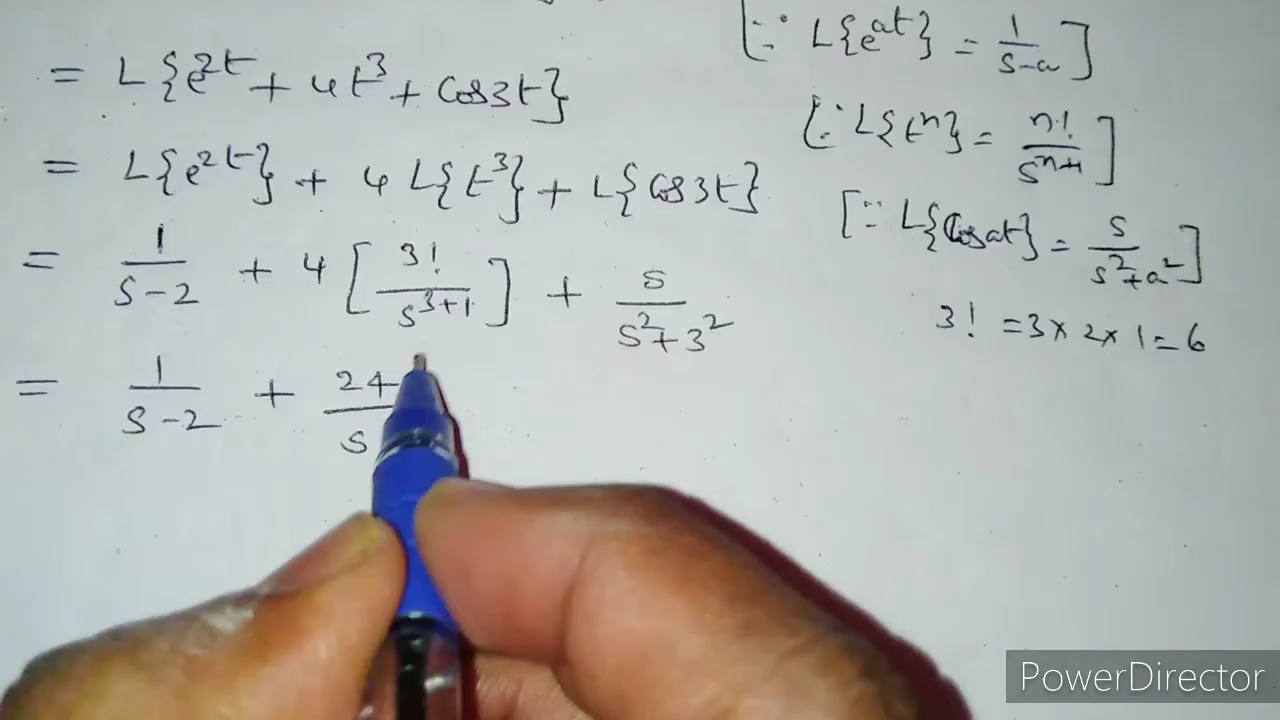 [∵ L{e^at} = 1/(s-a)]
= L{e^2t + 4t^3 + Cos3t}
[∵ L{t^n} = n!/s^(n+1)]
= L{e^2t} + 4 L{t^3} + L{Cos3t}
[∵ L{Cosat} = s/(s^2+a^2)]
= 1/(s-2) + 4 [3!/s^(3+1)] + s/(s^2+3^2)
3! = 3 × 2 × 1 = 6
= 1/(s-2) + 24/s
PowerDirector